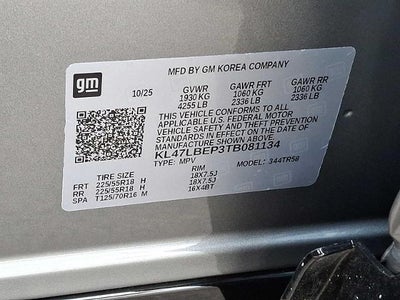 gm
MFD BY GM KOREA COMPANY
10/25 GVWR GAWR FRT GAWR RR
1930 KG 1060 KG 1060 KG
4255 LB 2336 LB 2336 LB
THIS VEHICLE CONFORMS TO ALL
APPLICABLE U.S. FEDERAL MOTOR
VEHICLE SAFETY AND THEFT PREVENTION
STANDARDS IN EFFECT ON THE DATE OF
MANUFACTURE SHOWN ABOVE.
KL47LBEP3TB081134
TYPE: MPV MODEL: 344TR58
TIRE SIZE RIM
FRT 225/55R18 H 18X7.5J
RR 225/55R18 H 18X7.5J
SPA T125/70R16 M 16X4BT